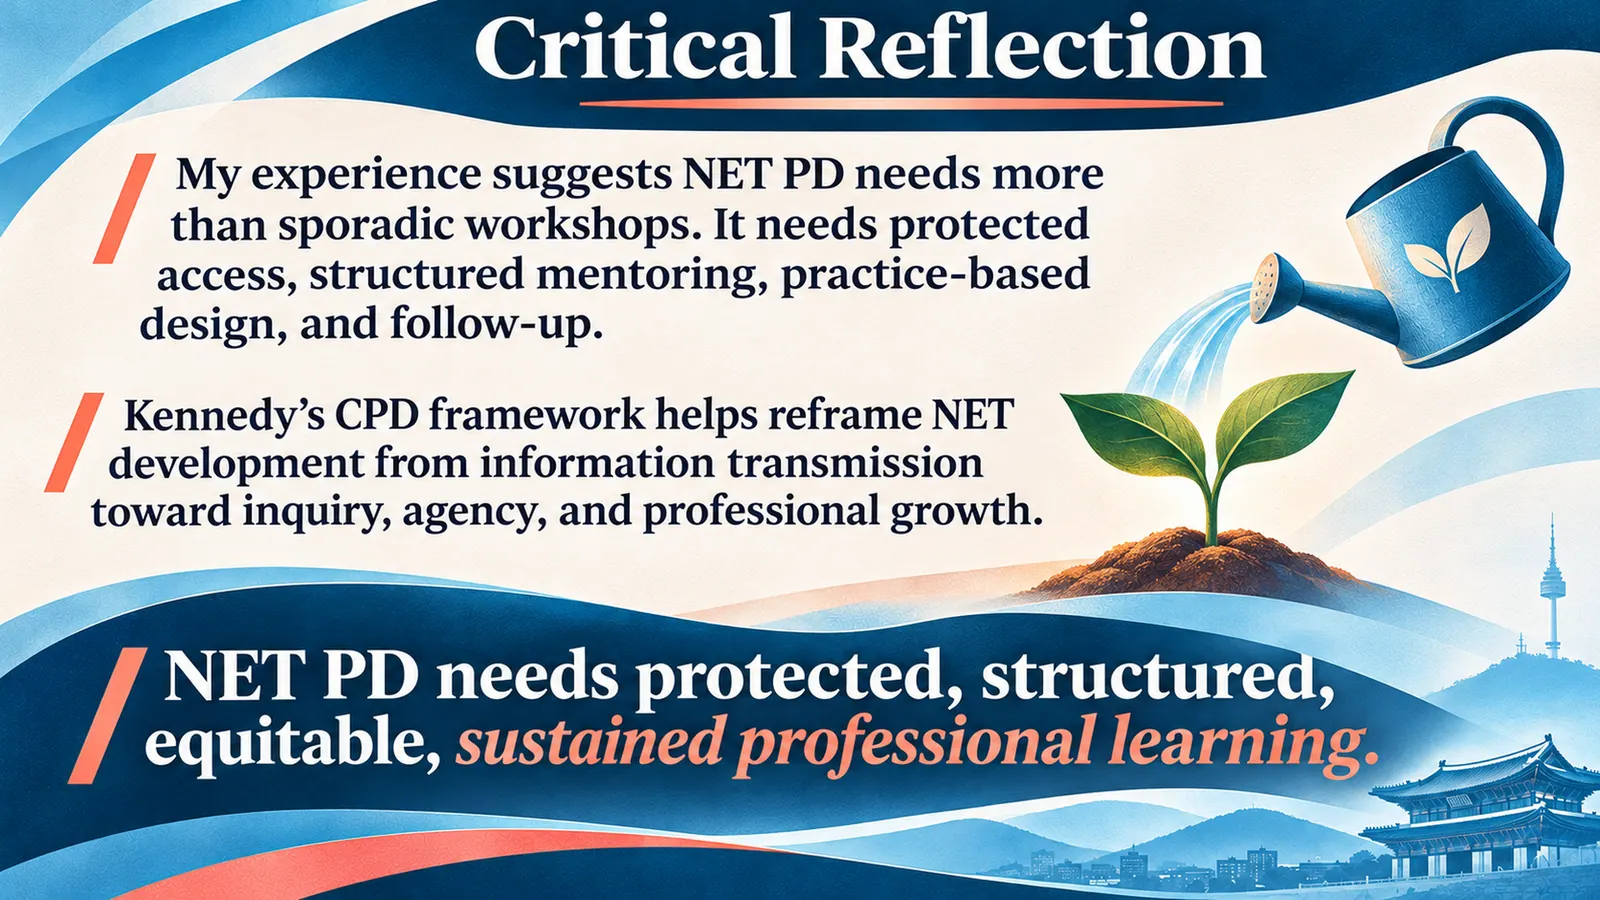 Critical Reflection
My experience suggests NET PD needs more
than sporadic workshops. It needs protected
access, structured mentoring, practice-based
design, and follow-up.
Kennedy’s CPD framework helps reframe NET
development from information transmission
toward inquiry, agency, and professional growth.
NET PD needs protected, structured,
equitable, sustained professional learning.